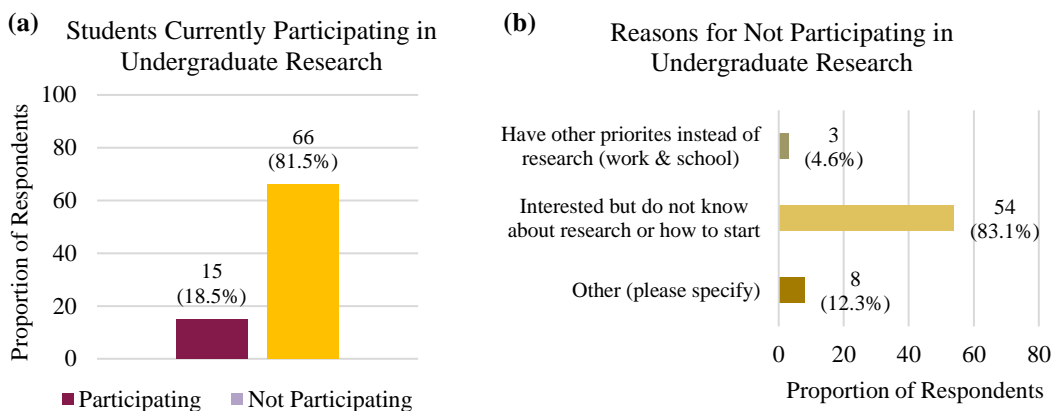 (a)
Students Currently Participating in
Undergraduate Research
Proportion of Respondents
100
80
60
40
20
0
66
(81.5%)
15
(18.5%)
Participating
Not Participating
(b)
Reasons for Not Participating in
Undergraduate Research
Have other priorites instead of
research (work & school)
3
(4.6%)
Interested but do not know
about research or how to start
54
(83.1%)
Other (please specify)
8
(12.3%)
0
20
40
60
80
Proportion of Respondents